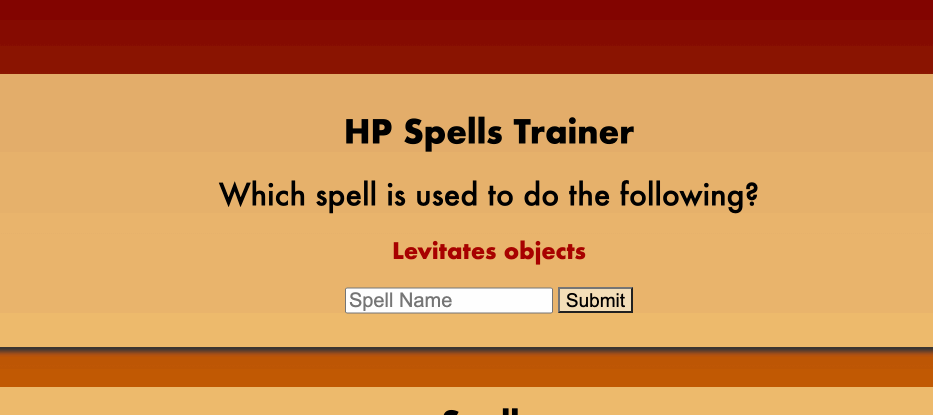 HP Spells Trainer
Which spell is used to do the following?
Levitates objects
Spell Name Submit